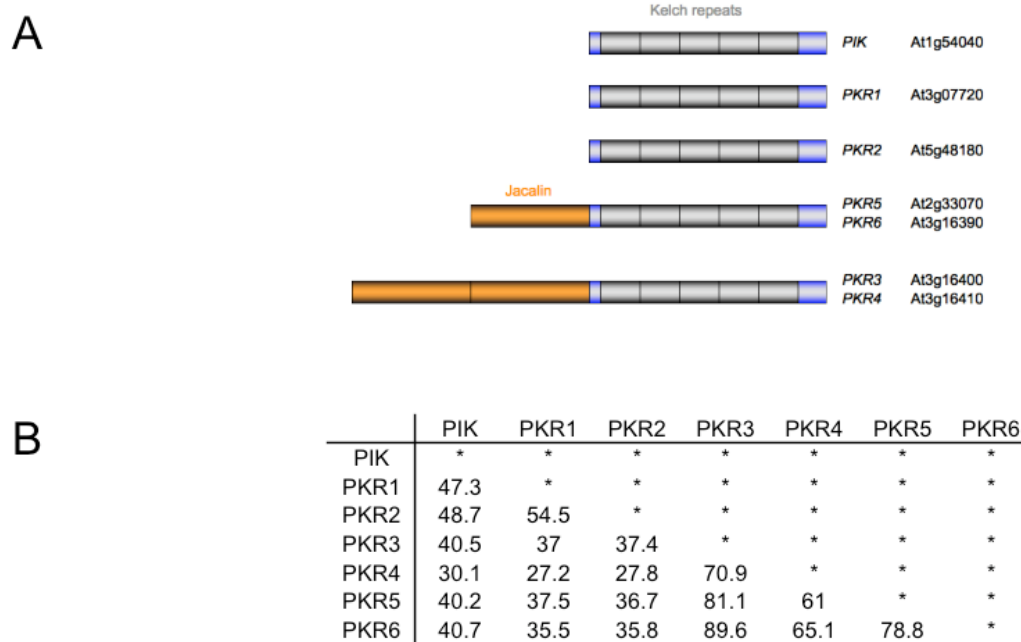 A
Kelch repeats
PIK At1g54040
PKR1 At3g07720
PKR2 At5g48180
Jacalin
PKR5 At2g33070
PKR6 At3g16390
PKR3 At3g16400
PKR4 At3g16410
B
PIK PKR1 PKR2 PKR3 PKR4 PKR5 PKR6
PIK * * * * * * *
PKR1 47.3 * * * * * *
PKR2 48.7 54.5 * * * * *
PKR3 40.5 37 37.4 * * * *
PKR4 30.1 27.2 27.8 70.9 * * *
PKR5 40.2 37.5 36.7 81.1 61 * *
PKR6 40.7 35.5 35.8 89.6 65.1 78.8 *